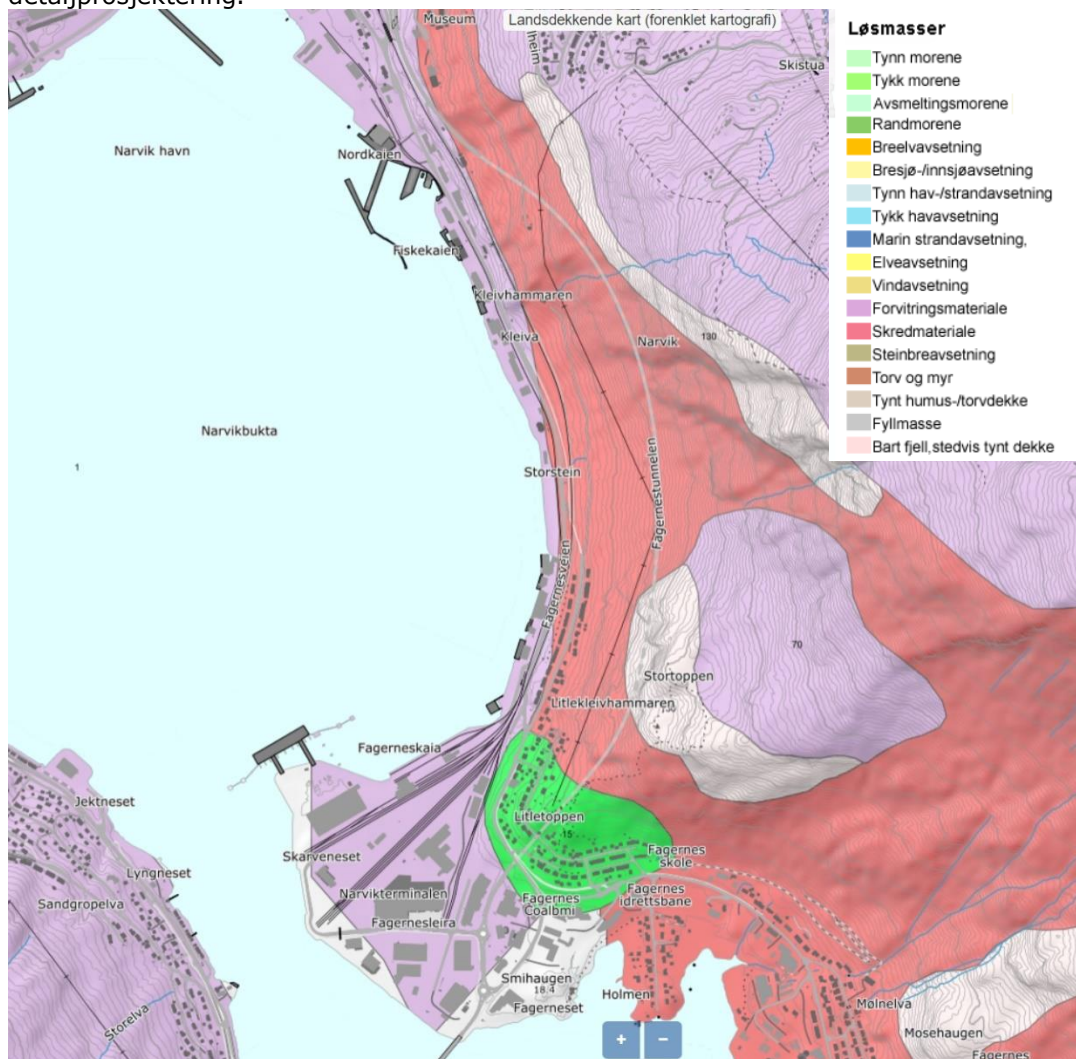 detaljprosjektering.
Landsdekkende kart (forenklet kartografi)
Løsmasser
Tynn morene
Tykk morene
Avsmeltingsmorene
Randmorene
Breelvavsetning
Bresjø-/innsjøavsetning
Tynn hav-/strandavsetning
Tykk havavsetning
Marin strandavsetning,
Elveavsetning
Vindavsetning
Forvitringsmateriale
Skredmateriale
Steinbreavsetning
Torv og myr
Tynt humus-/torvdekke
Fyllmasse
Bart fjell,stedvis tynt dekke
Museum
Skistua
Narvik havn
Nordkaien
Fiskekaien
Kleivhammaren
Kleiva
Narvik
130
Narvikbukta
1
Storstein
Fagernestunnelen
Fagernesveien
70
Stortoppen
Litlekleivhammaren
Fagerneskaia
Jektneset
Litletoppen
15
Skarveneset
Fagernes
skole
Lyngneset
Narvikterminalen
Fagernes
idrettsbane
Sandgropelva
Fagernes
Coalbmi
Fagernesleira
Smihaugen
18.4
Holmen
Mølnelva
Storelva
Fagerneset
Mosehaugen
+ −
Fagernes